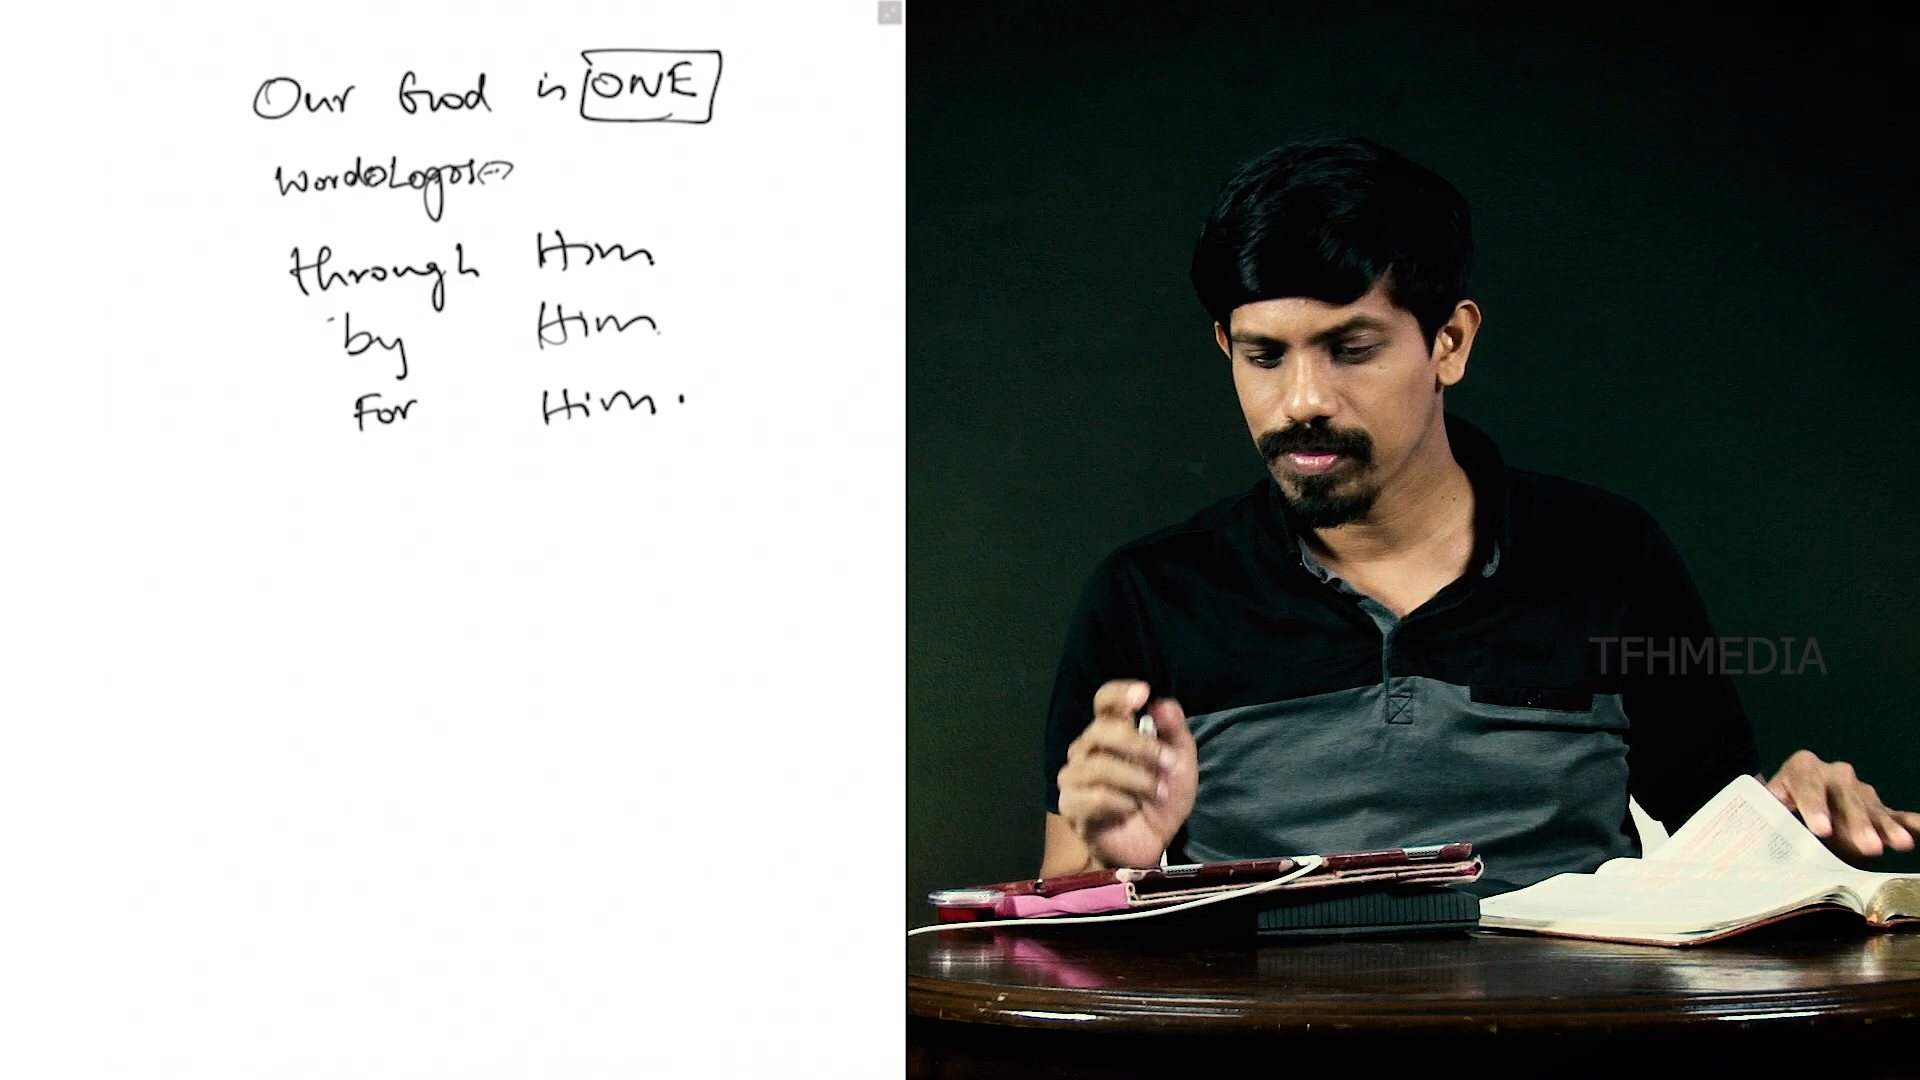 Our God is ONE
Word Logos
through Him
by Him
For Him.
TFHMEDIA